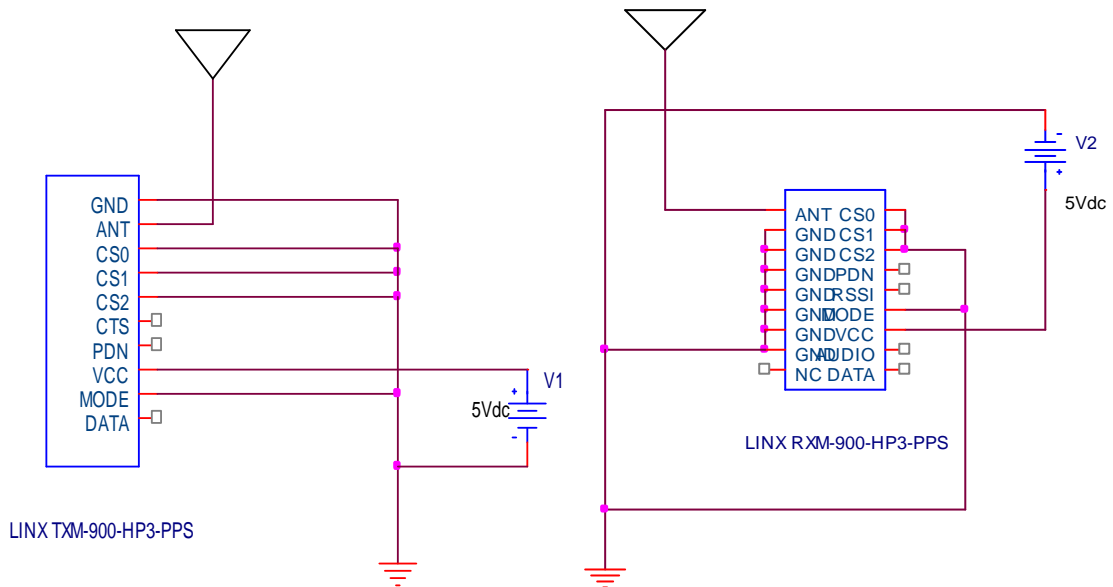 GND
ANT
CS0
CS1
CS2
CTS
PDN
VCC
MODE
DATA
LINX TXM-900-HP3-PPS
+
V1
5Vdc
-
ANT CS0
GND CS1
GND CS2
GND PDN
GND RSSI
GND MODE
GND VCC
GND AUDIO
NC DATA
LINX RXM-900-HP3-PPS
-
V2
+
5Vdc